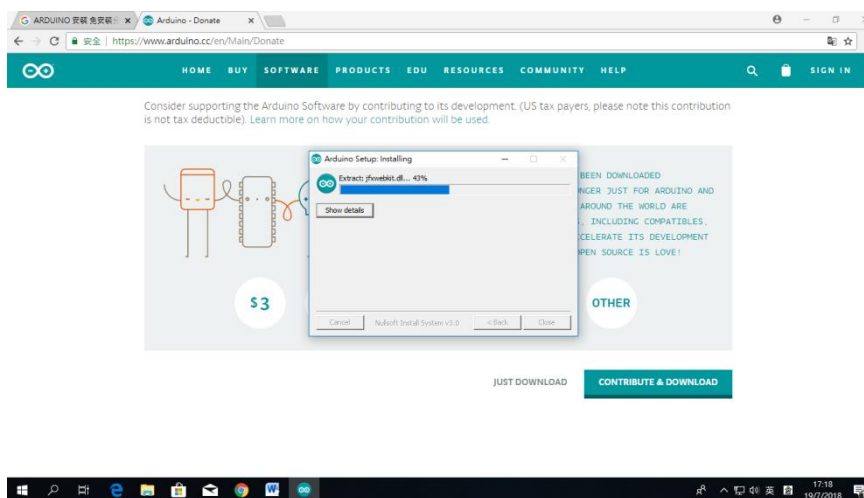 ARDUINO 安裝 免安裝
Arduino - Donate
安全 | https://www.arduino.cc/en/Main/Donate
HOME BUY SOFTWARE PRODUCTS EDU RESOURCES COMMUNITY HELP SIGN IN
Consider supporting the Arduino Software by contributing to its development. (US tax payers, please note this contribution
is not tax deductible). Learn more on how your contribution will be used.
Arduino Setup: Installing
Extract: jfxwebkit.dll... 43%
Show details
Cancel Nullsoft Install System v3.0 < Back Close
BEEN DOWNLOADED
NGER JUST FOR ARDUINO AND
AROUND THE WORLD ARE
, INCLUDING COMPATIBLES,
CELERATE ITS DEVELOPMENT
PEN SOURCE IS LOVE!
$3
OTHER
JUST DOWNLOAD
CONTRIBUTE & DOWNLOAD
英
17:18
19/7/2018